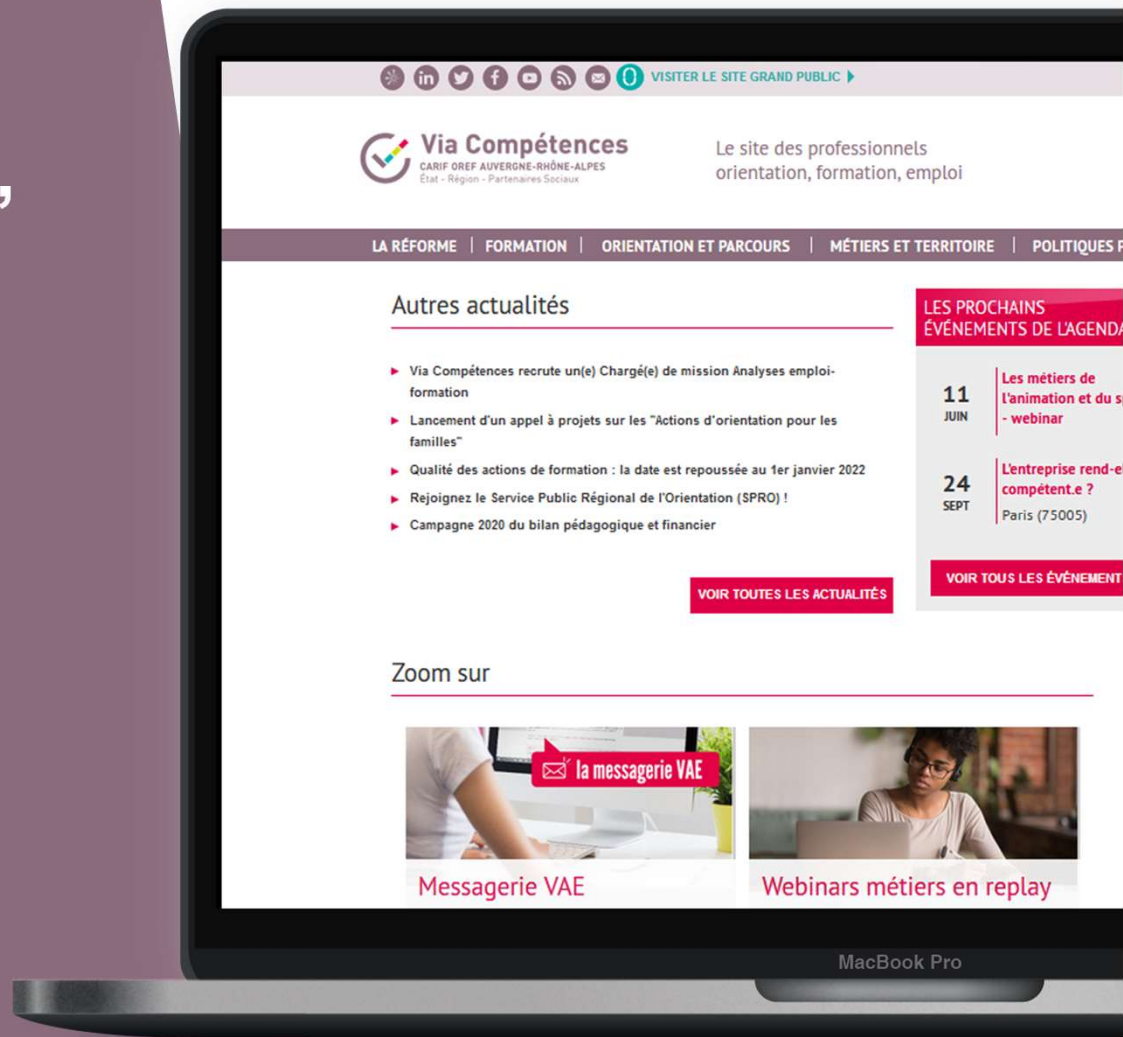 VISITER LE SITE GRAND PUBLIC
Via Compétences
CARIF OREF AUVERGNE-RHÔNE-ALPES
État - Région - Partenaires Sociaux
Le site des professionnels
orientation, formation, emploi
LA RÉFORME | FORMATION | ORIENTATION ET PARCOURS | MÉTIERS ET TERRITOIRE | POLITIQUES
Autres actualités
Via Compétences recrute un(e) Chargé(e) de mission Analyses emploi-
formation
Lancement d'un appel à projets sur les "Actions d'orientation pour les
familles"
Qualité des actions de formation : la date est repoussée au 1er janvier 2022
Rejoignez le Service Public Régional de l'Orientation (SPRO) !
Campagne 2020 du bilan pédagogique et financier
VOIR TOUTES LES ACTUALITÉS
LES PROCHAINS
ÉVÉNEMENTS DE L'AGENDA
11
JUIN
Les métiers de
l'animation et du
- webinar
24
SEPT
L'entreprise
compétent.e ?
Paris (75005)
VOIR TOUS LES ÉVÉNEMENT
Zoom sur
la messagerie VAE
Messagerie VAE
Webinars métiers en replay
MacBook Pro